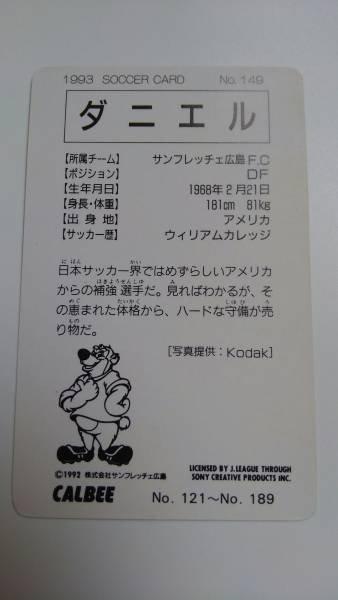 1993 SOCCER CARD No. 149
ダニエル
【所属チーム】 サンフレッチェ広島F.C
【ポジション】 DF
【生年月日】 1968年2月21日
【身長・体重】 181cm 81kg
【出身地】 アメリカ
【サッカー歴】 ウィリアムカレッジ
日本サッカー界ではめずらしいアメリカ
からの補強選手だ。見ればわかるが、そ
の恵まれた体格から、ハードな守備が売
り物だ。
[写真提供：Kodak]
©1992 株式会社サンフレッチェ広島
LICENSED BY J.LEAGUE THROUGH
SONY CREATIVE PRODUCTS INC.
CALBEE No. 121〜No. 189